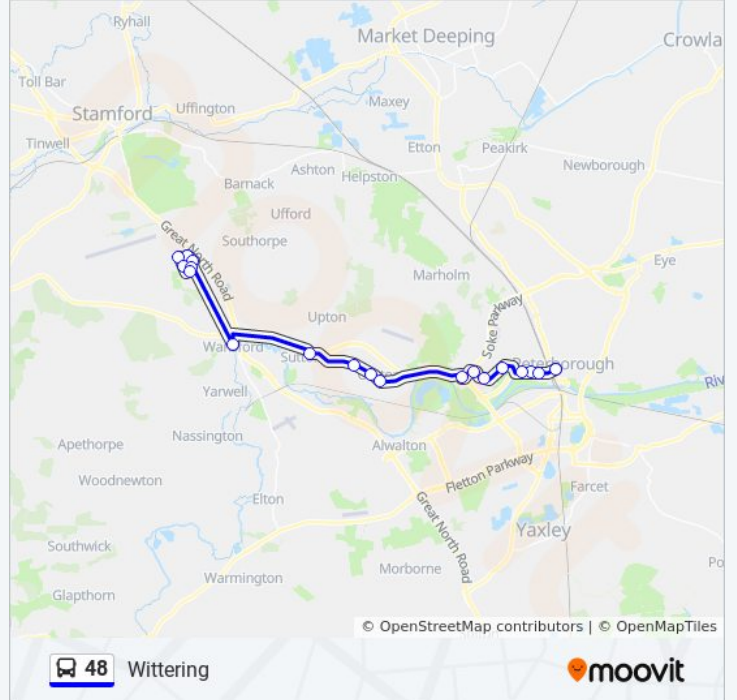 Ryhall
Market Deeping
Crowla
Toll Bar
Maxey
Stamford
Uffington
Tinwell
Etton
Peakirk
Ashton
Helpston
Newborough
Barnack
Ufford
Great North Road
Southorpe
Eye
Marholm
Soke Parkway
Upton
Peterborough
Yarwell
Riv
Nassington
Alwalton
Apethorpe
Woodnewton
Fletton Parkway
Farcet
Elton
Great North Road
Yaxley
Southwick
Morborne
Po
Warmington
Glapthorn
© OpenStreetMap contributors | © OpenMapTiles
48 Wittering
moovit